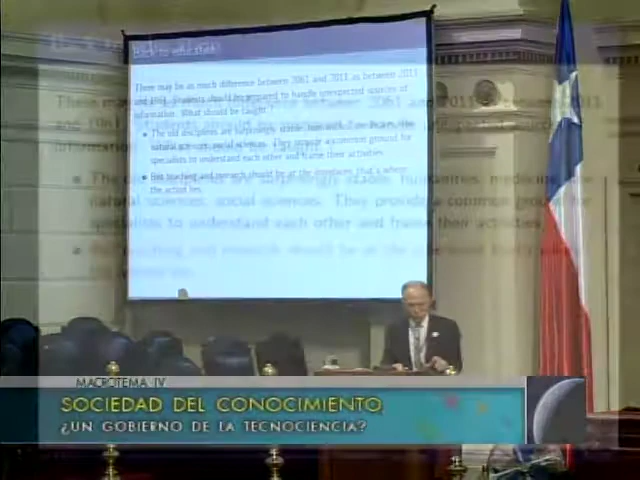 Back to education
There may be as much difference between 2061 and 2011 as between 2011
and 1961. Students should be prepared to handle unexpected sources of
information. What should be taught?
The old disciplines are surprisingly stable: humanities, medicine,
natural sciences, social sciences. They provide a common ground for
specialists to understand each other and frame their activities.
But teaching and research should be at the interfaces that's where
the action lies.
MACROTEMA IV
SOCIEDAD DEL CONOCIMIENTO,
¿UN GOBIERNO DE LA TECNOCIENCIA?